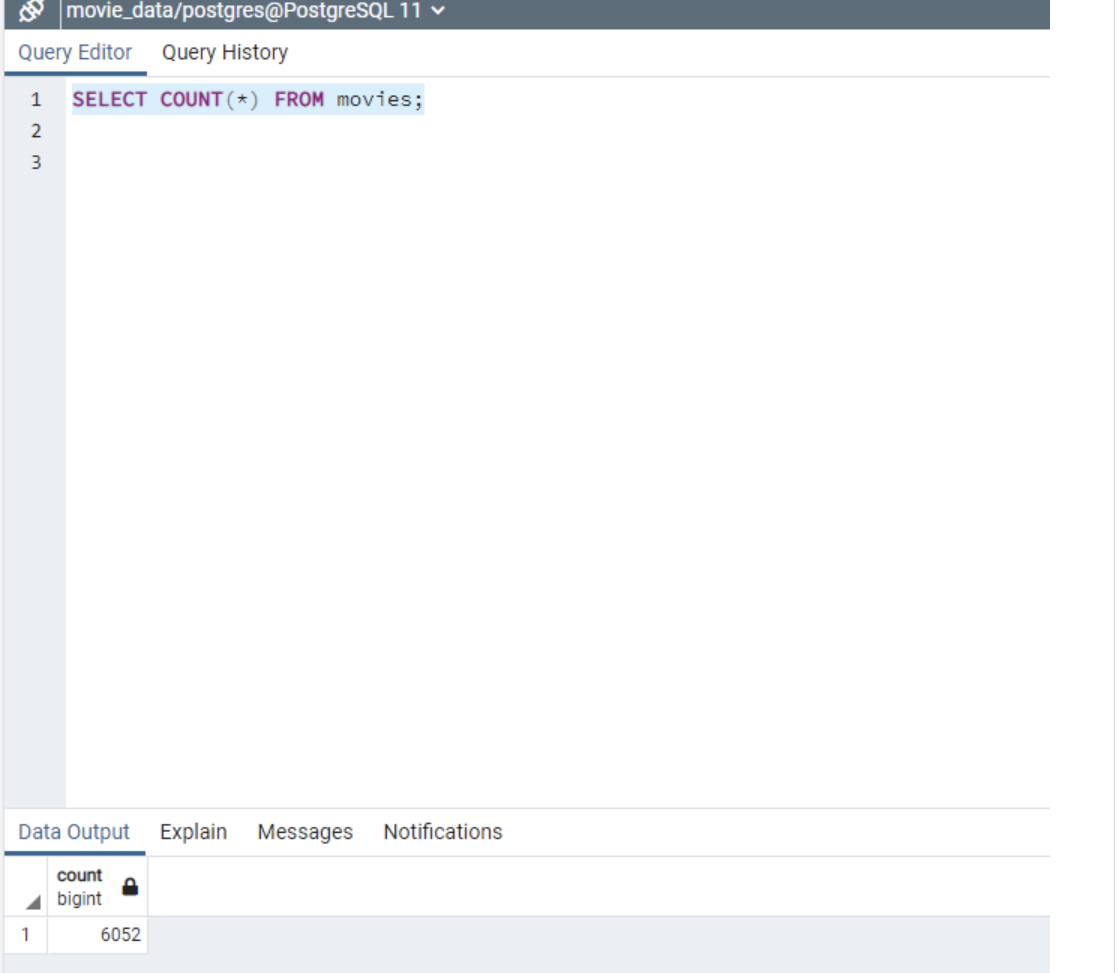 movie_data/postgres@PostgreSQL 11
Query Editor Query History
1 SELECT COUNT(*) FROM movies;
2
3
Data Output Explain Messages Notifications
count
bigint
1 6052